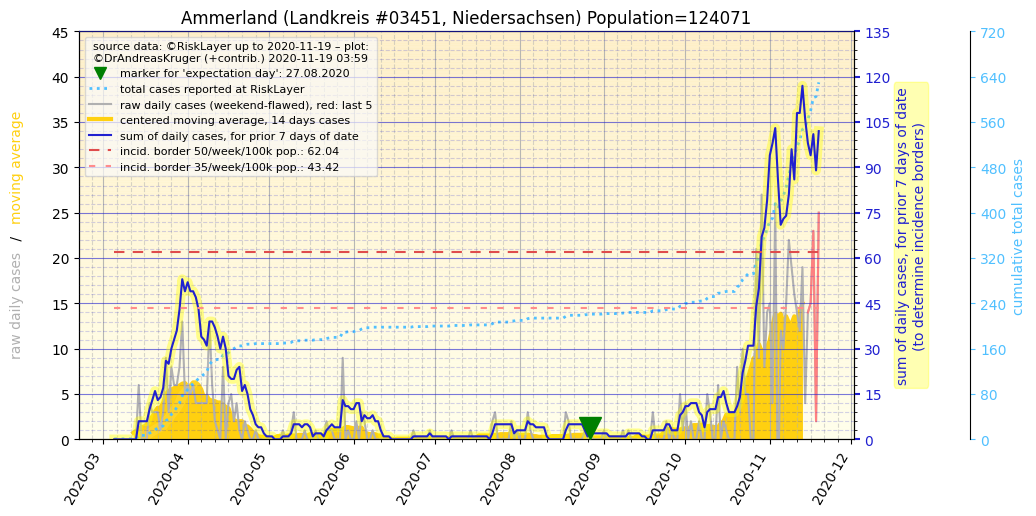 Ammerland (Landkreis #03451, Niedersachsen) Population=124071
source data: ©RiskLayer up to 2020-11-19 – plot:
©DrAndreasKruger (+contrib.) 2020-11-19 03:59
marker for 'expectation day': 27.08.2020
total cases reported at RiskLayer
raw daily cases (weekend-flawed), red: last 5
centered moving average, 14 days cases
sum of daily cases, for prior 7 days of date
incid. border 50/week/100k pop.: 62.04
incid. border 35/week/100k pop.: 43.42
raw daily cases / moving average
45
40
35
30
25
20
15
10
5
0
2020-03
2020-04
2020-05
2020-06
2020-07
2020-08
2020-09
2020-10
2020-11
2020-12
135
120
105
90
75
60
45
30
15
0
sum of daily cases, for prior 7 days of date
(to determine incidence borders)
720
640
560
480
400
320
240
160
80
0
cumulative total cases